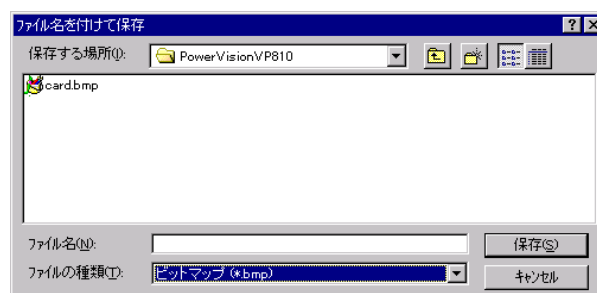 ファイル名を付けて保存
保存する場所(I): PowerVisionVP810
card.bmp
ファイル名(N): 保存(S)
ファイルの種類(T): ビットマップ (*.bmp) キャンセル